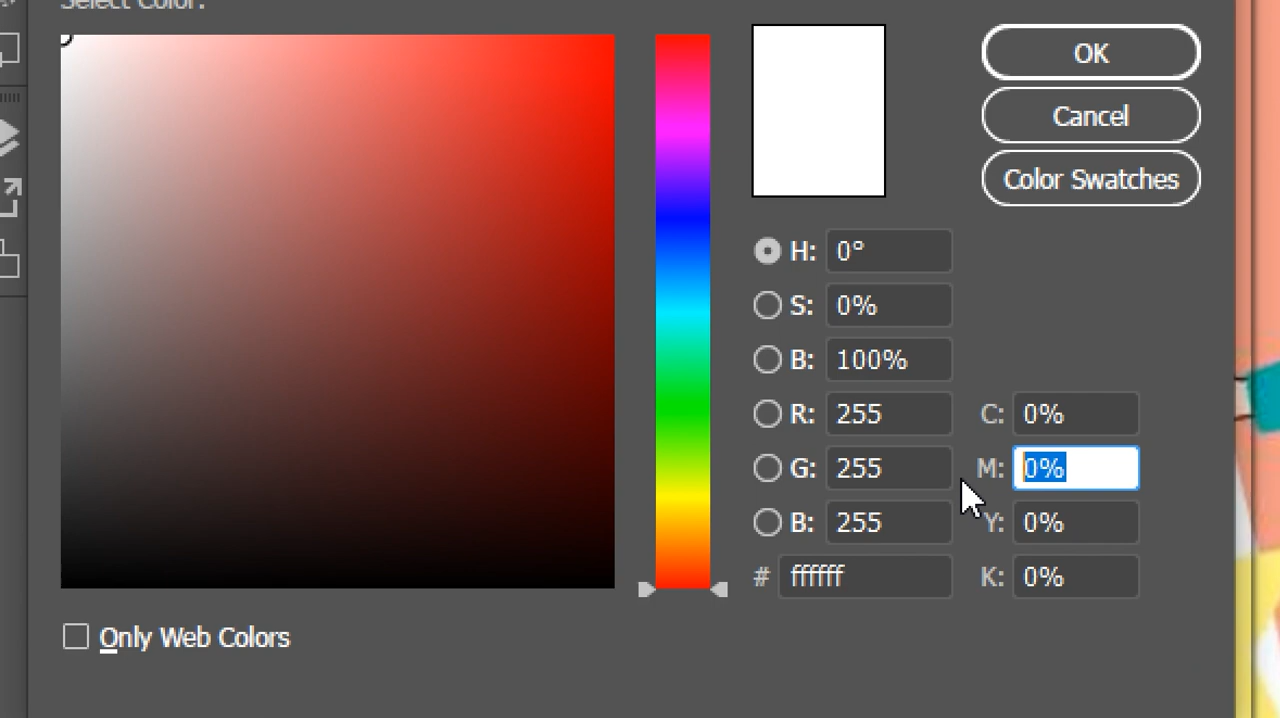 Select Color:
OK
Cancel
Color Swatches
H: 0°
S: 0%
B: 100%
R: 255
C: 0%
G: 255
M: 0%
B: 255
Y: 0%
# ffffff
K: 0%
Only Web Colors